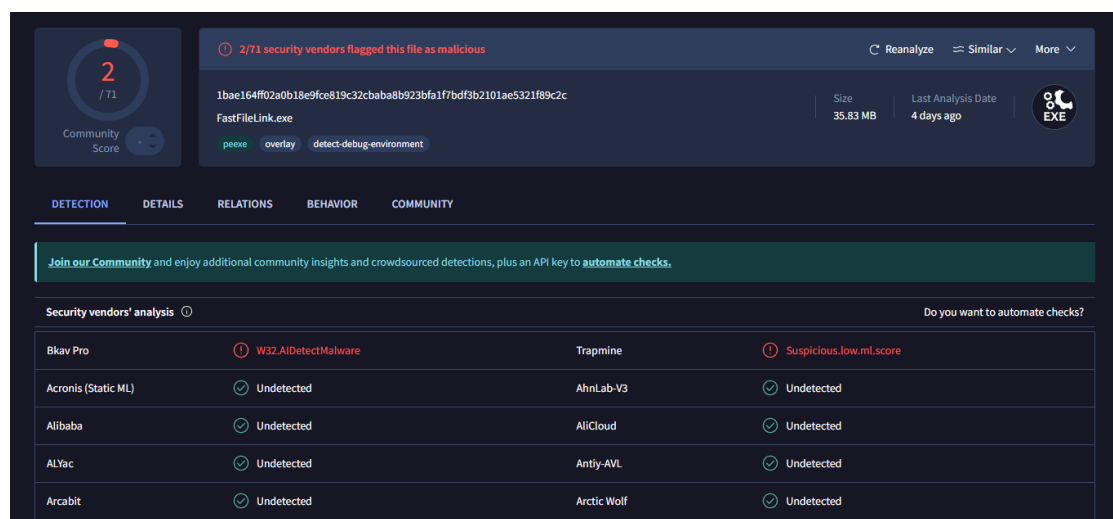 2
/ 71
Community
Score
2/71 security vendors flagged this file as malicious
Reanalyze
Similar
More
1bae164ff02a0b18e9fce819c32cbaba8b923bfa1f7bdf3b2101ae5321f89c2c
FastFileLink.exe
peexe overlay detect-debug-environment
Size
35.83 MB
Last Analysis Date
4 days ago
EXE
DETECTION DETAILS RELATIONS BEHAVIOR COMMUNITY
Join our Community and enjoy additional community insights and crowdsourced detections, plus an API key to automate checks.
Security vendors' analysis Do you want to automate checks?
Bkav Pro W32.AIDetectMalware Trapmine Suspicious.low.ml.score
Acronis (Static ML) Undetected AhnLab-V3 Undetected
Alibaba Undetected AliCloud Undetected
ALYac Undetected Antiy-AVL Undetected
Arcabit Undetected Arctic Wolf Undetected